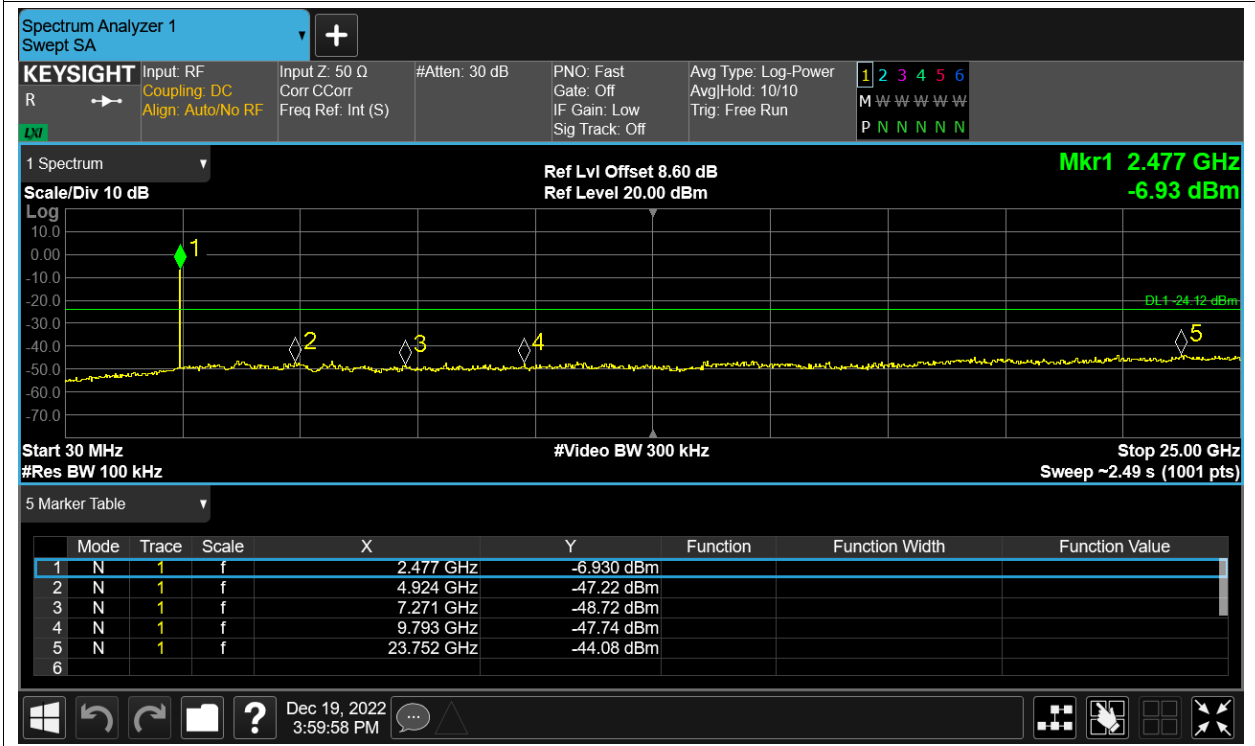 Spectrum Analyzer 1
Swept SA
+
KEYSIGHT
R
LXI
Input: RF
Coupling: DC
Align: Auto/No RF
Input Z: 50 Ω
Corr CCorr
Freq Ref: Int (S)
#Atten: 30 dB
PNO: Fast
Gate: Off
IF Gain: Low
Sig Track: Off
Avg Type: Log-Power
Avg|Hold: 10/10
Trig: Free Run
1 2 3 4 5 6
M W W W W W
P N N N N N
1 Spectrum
Scale/Div 10 dB
Ref Lvl Offset 8.60 dB
Ref Level 20.00 dBm
Mkr1 2.477 GHz
-6.93 dBm
Log
10.0
0.00
-10.0
-20.0
-30.0
-40.0
-50.0
-60.0
-70.0
1
2
3
4
5
DL1 -24.12 dBm
Start 30 MHz
#Res BW 100 kHz
#Video BW 300 kHz
Stop 25.00 GHz
Sweep ~2.49 s (1001 pts)
5 Marker Table
Mode Trace Scale X Y Function Function Width Function Value
1 N 1 f 2.477 GHz -6.930 dBm
2 N 1 f 4.924 GHz -47.22 dBm
3 N 1 f 7.271 GHz -48.72 dBm
4 N 1 f 9.793 GHz -47.74 dBm
5 N 1 f 23.752 GHz -44.08 dBm
6
?
Dec 19, 2022
3:59:58 PM